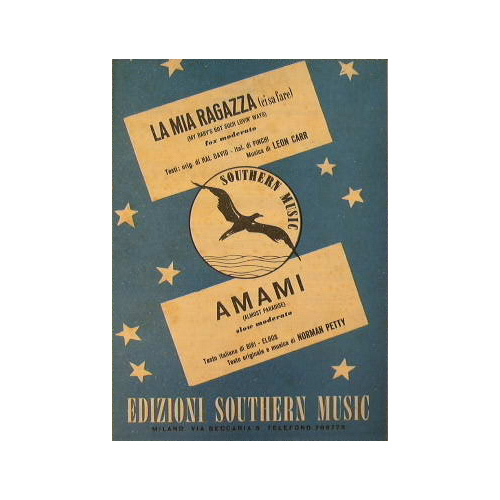 LA MIA RAGAZZA (ci sa fare)
(MY BABY'S GOT SUCH LOVIN' WAYS)
fox moderato
Testi: orig. di HAL DAVID - ital. di PINCHI
Musica di LEON CARR
SOUTHERN MUSIC
AMAMI
(ALMOST PARADISE)
slow moderato
Testo italiano di BIRI - ELBOS
Testo originale e musica di NORMAN PETTY
EDIZIONI SOUTHERN MUSIC
MILANO, VIA BECCARIA 5, TELEFONO